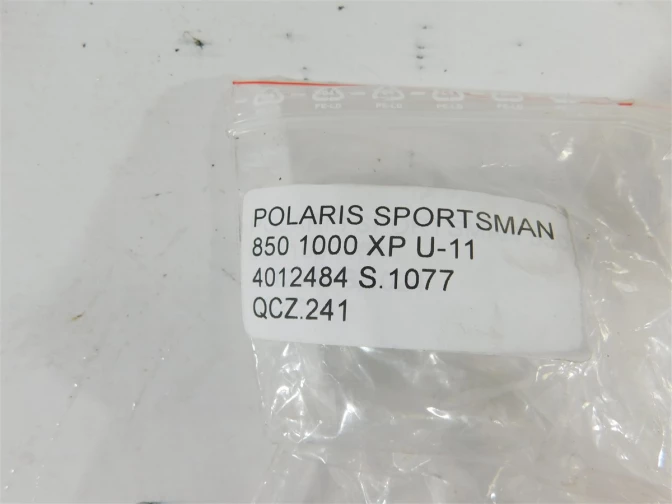 POLARIS SPORTSMAN
850 1000 XP U-11
4012484 S.1077
QCZ.241